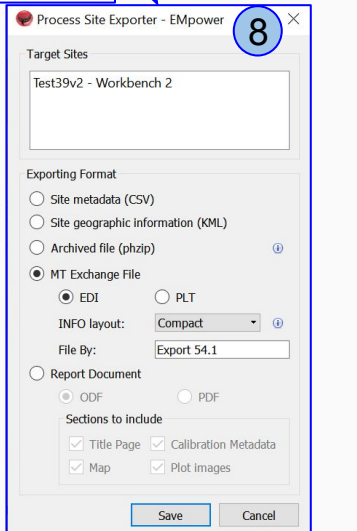 Process Site Exporter - EMpower
8
Target Sites
Test39v2 - Workbench 2
Exporting Format
Site metadata (CSV)
Site geographic information (KML)
Archived file (phzip)
MT Exchange File
EDI PLT
INFO layout: Compact
File By: Export 54.1
Report Document
ODF PDF
Sections to include
Title Page Calibration Metadata
Map Plot images
Save Cancel